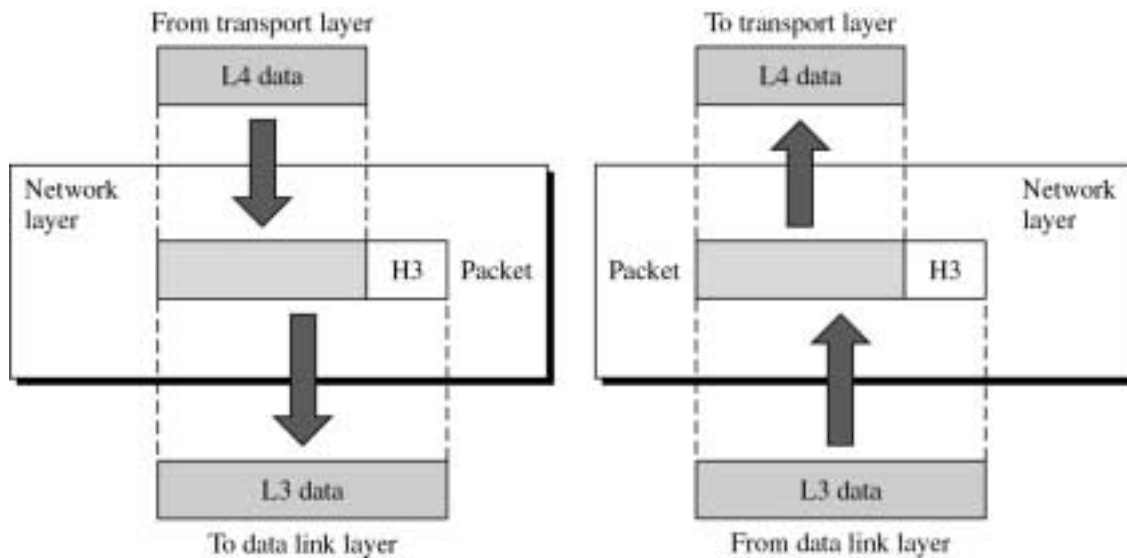 From transport layer
L4 data
Network
layer
H3
Packet
L3 data
To data link layer
To transport layer
L4 data
Network
layer
Packet
H3
L3 data
From data link layer